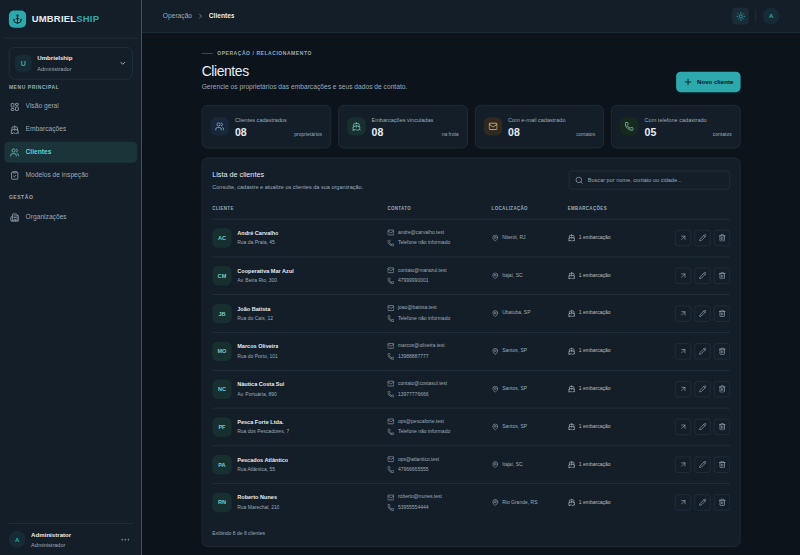 UMBRIELSHIP
U
Umbrielship
Administrador
MENU PRINCIPAL
Visão geral
Embarcações
Clientes
Modelos de inspeção
GESTÃO
Organizações
A
Administrator
Administrador
Operação
Clientes
A
OPERAÇÃO / RELACIONAMENTO
Clientes
Gerencie os proprietários das embarcações e seus dados de contato.
Novo cliente
Clientes cadastrados
08
proprietários
Embarcações vinculadas
08
na frota
Com e-mail cadastrado
08
contatos
Com telefone cadastrado
05
contatos
Lista de clientes
Consulte, cadastre e atualize os clientes da sua organização.
Buscar por nome, contato ou cidade...
CLIENTE CONTATO LOCALIZAÇÃO EMBARCAÇÕES
AC
André Carvalho
Rua da Praia, 45
andre@carvalho.test
Telefone não informado
Niterói, RJ
1 embarcação
CM
Cooperativa Mar Azul
Av. Beira Rio, 300
contato@marazul.test
47999990001
Itajaí, SC
1 embarcação
JB
João Batista
Rua do Cais, 12
joao@batista.test
Telefone não informado
Ubatuba, SP
1 embarcação
MO
Marcos Oliveira
Rua do Porto, 101
marcos@oliveira.test
13988887777
Santos, SP
1 embarcação
NC
Náutica Costa Sul
Av. Portuária, 890
contato@costasul.test
13977776666
Santos, SP
1 embarcação
PF
Pesca Forte Ltda.
Rua dos Pescadores, 7
ops@pescaforte.test
Telefone não informado
Santos, SP
1 embarcação
PA
Pescados Atlântico
Rua Atlântica, 55
ops@atlantico.test
47966665555
Itajaí, SC
1 embarcação
RN
Roberto Nunes
Rua Marechal, 210
roberto@nunes.test
53955554444
Rio Grande, RS
1 embarcação
Exibindo 8 de 8 clientes